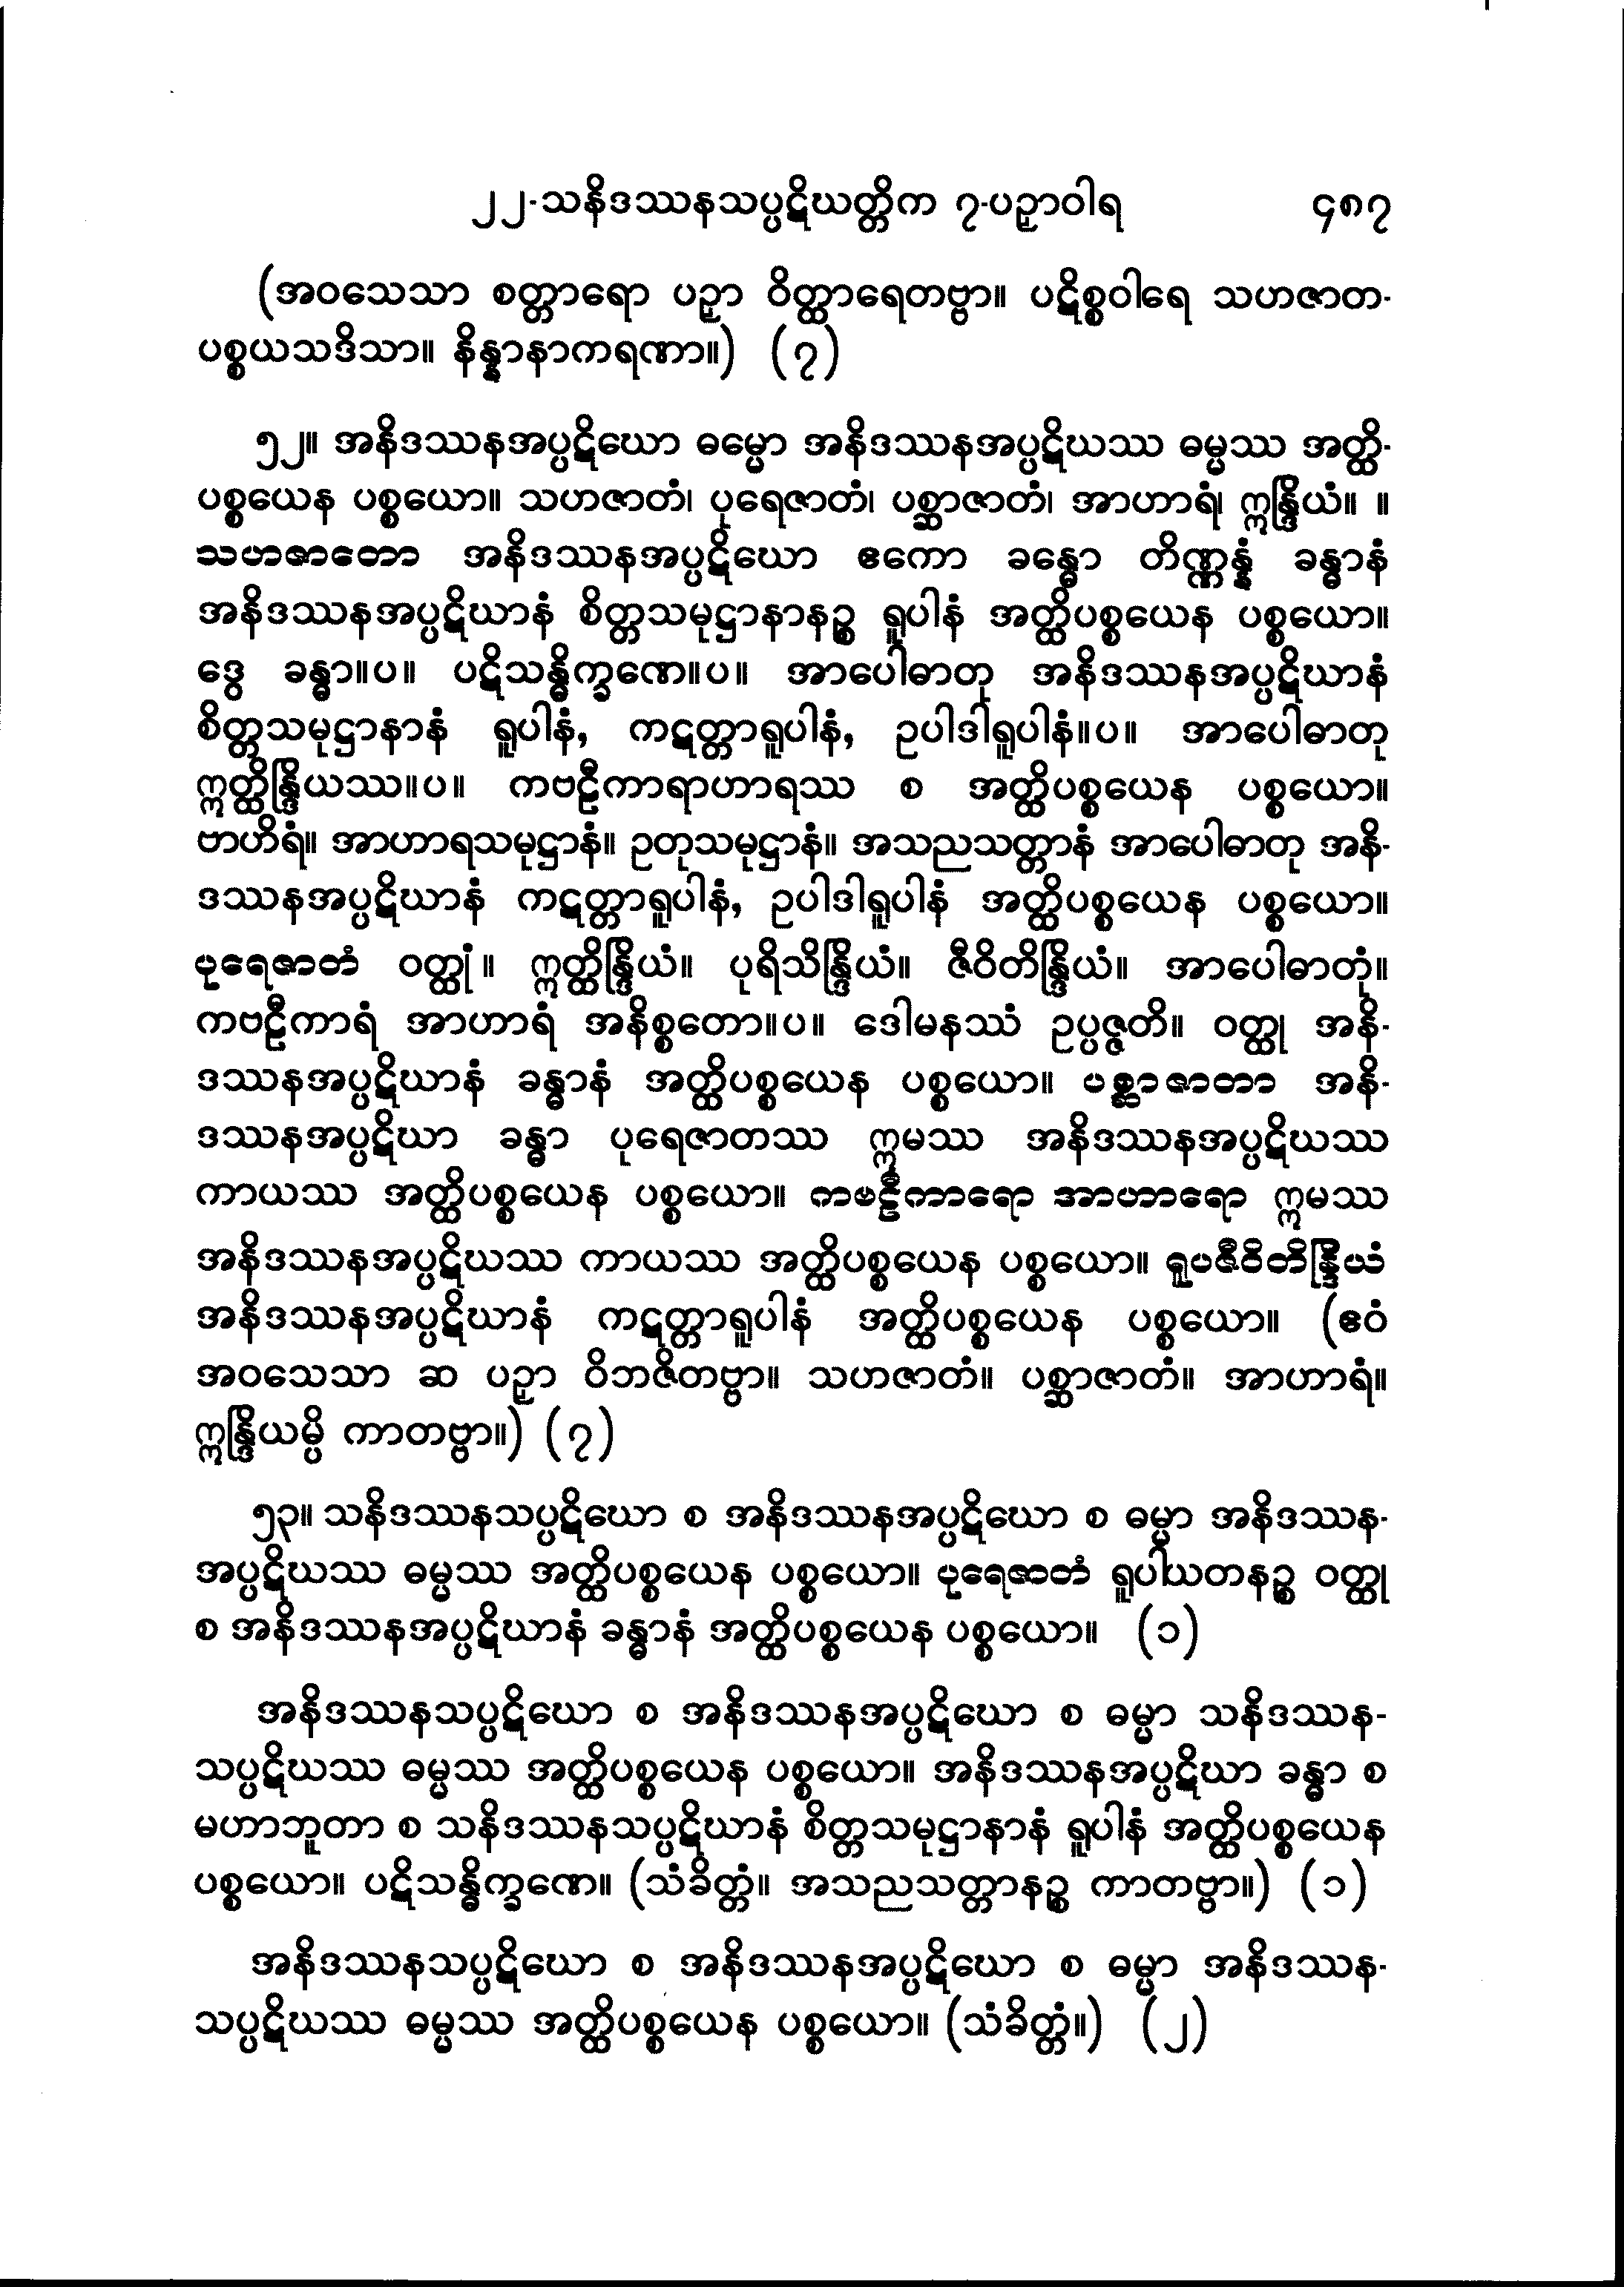 ၂၂-သနိဒဿနသပ္ပဋိဃတ္တိက ၇-ပဉှာဝါရ ၄၈၇
(အဝသေသာ စတ္တာရော ပဉှာ ဝိတ္ထာရေတဗ္ဗာ။ ပဋိစ္စဝါရေ သဟဇာတ-
ပစ္စယသဒိသာ။ နိန္နာနာကရဏာ။) (၇)
၅၂။ အနိဒဿနအပ္ပဋိဃော ဓမ္မော အနိဒဿနအပ္ပဋိဃဿ ဓမ္မဿ အတ္ထိ-
ပစ္စယေန ပစ္စယော။ သဟဇာတံ၊ ပုရေဇာတံ၊ ပစ္ဆာဇာတံ၊ အာဟာရံ၊ ဣန္ဒြိယံ။ ။
သဟဇာတော အနိဒဿနအပ္ပဋိဃော ဧကော ခန္ဓော တိဏ္ဏန္နံ ခန္ဓာနံ
အနိဒဿနအပ္ပဋိဃာနံ စိတ္တသမုဋ္ဌာနာနဉ္စ ရူပါနံ အတ္ထိပစ္စယေန ပစ္စယော။
ဒွေ ခန္ဓာ။ပ။ ပဋိသန္ဓိက္ခဏေ။ပ။ အာပေါဓာတု အနိဒဿနအပ္ပဋိဃာနံ
စိတ္တသမုဋ္ဌာနာနံ ရူပါနံ, ကဋတ္တာရူပါနံ, ဥပါဒါရူပါနံ။ပ။ အာပေါဓာတု
ဣတ္ထိန္ဒြိယဿ။ပ။ ကဗဠီကာရာဟာရဿ စ အတ္ထိပစ္စယေန ပစ္စယော။
ဗာဟိရံ။ အာဟာရသမုဋ္ဌာနံ။ ဥတုသမုဋ္ဌာနံ။ အသညသတ္တာနံ အာပေါဓာတု အနိ-
ဒဿနအပ္ပဋိဃာနံ ကဋတ္တာရူပါနံ, ဥပါဒါရူပါနံ အတ္ထိပစ္စယေန ပစ္စယော။
ပုရေဇာတံ ဝတ္ထုံ။ ဣတ္ထိန္ဒြိယံ။ ပုရိသိန္ဒြိယံ။ ဇီဝိတိန္ဒြိယံ။ အာပေါဓာတုံ။
ကဗဠီကာရံ အာဟာရံ အနိစ္စတော။ပ။ ဒေါမနဿံ ဥပ္ပဇ္ဇတိ။ ဝတ္ထု အနိ-
ဒဿနအပ္ပဋိဃာနံ ခန္ဓာနံ အတ္ထိပစ္စယေန ပစ္စယော။ ပစ္ဆာဇာတာ အနိ-
ဒဿနအပ္ပဋိဃာ ခန္ဓာ ပုရေဇာတဿ ဣမဿ အနိဒဿနအပ္ပဋိဃဿ
ကာယဿ အတ္ထိပစ္စယေန ပစ္စယော။ ကဗဠီကာရော အာဟာရော ဣမဿ
အနိဒဿနအပ္ပဋိဃဿ ကာယဿ အတ္ထိပစ္စယေန ပစ္စယော။ ရူပဇီဝိတိန္ဒြိယံ
အနိဒဿနအပ္ပဋိဃာနံ ကဋတ္တာရူပါနံ အတ္ထိပစ္စယေန ပစ္စယော။ (ဧဝံ
အဝသေသာ ဆ ပဉှာ ဝိဘဇိတဗ္ဗာ။ သဟဇာတံ။ ပစ္ဆာဇာတံ။ အာဟာရံ။
ဣန္ဒြိယမ္ပိ ကာတဗ္ဗာ။) (၇)
၅၃။ သနိဒဿနသပ္ပဋိဃော စ အနိဒဿနအပ္ပဋိဃော စ ဓမ္မာ အနိဒဿန-
အပ္ပဋိဃဿ ဓမ္မဿ အတ္ထိပစ္စယေန ပစ္စယော။ ပုရေဇာတံ ရူပါယတနဉ္စ ဝတ္ထု
စ အနိဒဿနအပ္ပဋိဃာနံ ခန္ဓာနံ အတ္ထိပစ္စယေန ပစ္စယော။ (၁)
အနိဒဿနသပ္ပဋိဃော စ အနိဒဿနအပ္ပဋိဃော စ ဓမ္မာ သနိဒဿန-
သပ္ပဋိဃဿ ဓမ္မဿ အတ္ထိပစ္စယေန ပစ္စယော။ အနိဒဿနအပ္ပဋိဃာ ခန္ဓာ စ
မဟာဘူတာ စ သနိဒဿနသပ္ပဋိဃာနံ စိတ္တသမုဋ္ဌာနာနံ ရူပါနံ အတ္ထိပစ္စယေန
ပစ္စယော။ ပဋိသန္ဓိက္ခဏေ။ (သံခိတ္တံ။ အသညသတ္တာနဉ္စ ကာတဗ္ဗာ။) (၁)
အနိဒဿနသပ္ပဋိဃော စ အနိဒဿနအပ္ပဋိဃော စ ဓမ္မာ အနိဒဿန-
သပ္ပဋိဃဿ ဓမ္မဿ အတ္ထိပစ္စယေန ပစ္စယော။ (သံခိတ္တံ။) (၂)